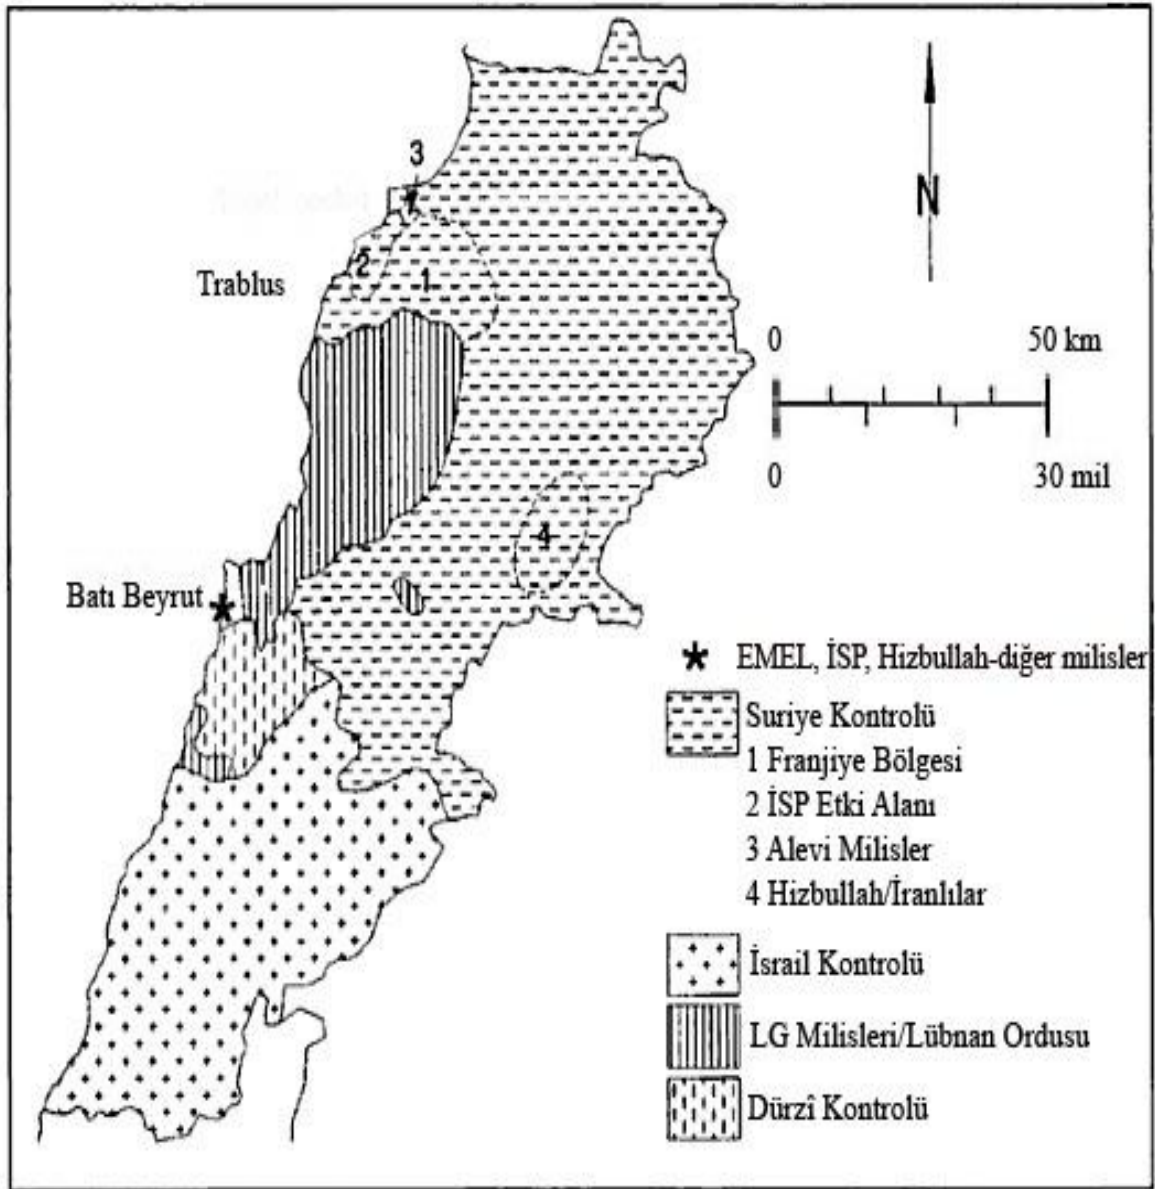 3
N
2
1
Trablus
0
50 km
0
30 mil
4
Batı Beyrut
EMEL, İSP, Hizbullah-diğer milisler
Suriye Kontrolü
1 Franjiye Bölgesi
2 İSP Etki Alanı
3 Alevi Milisler
4 Hizbullah/İranlılar
İsrail Kontrolü
LG Milisleri/Lübnan Ordusu
Dürzî Kontrolü